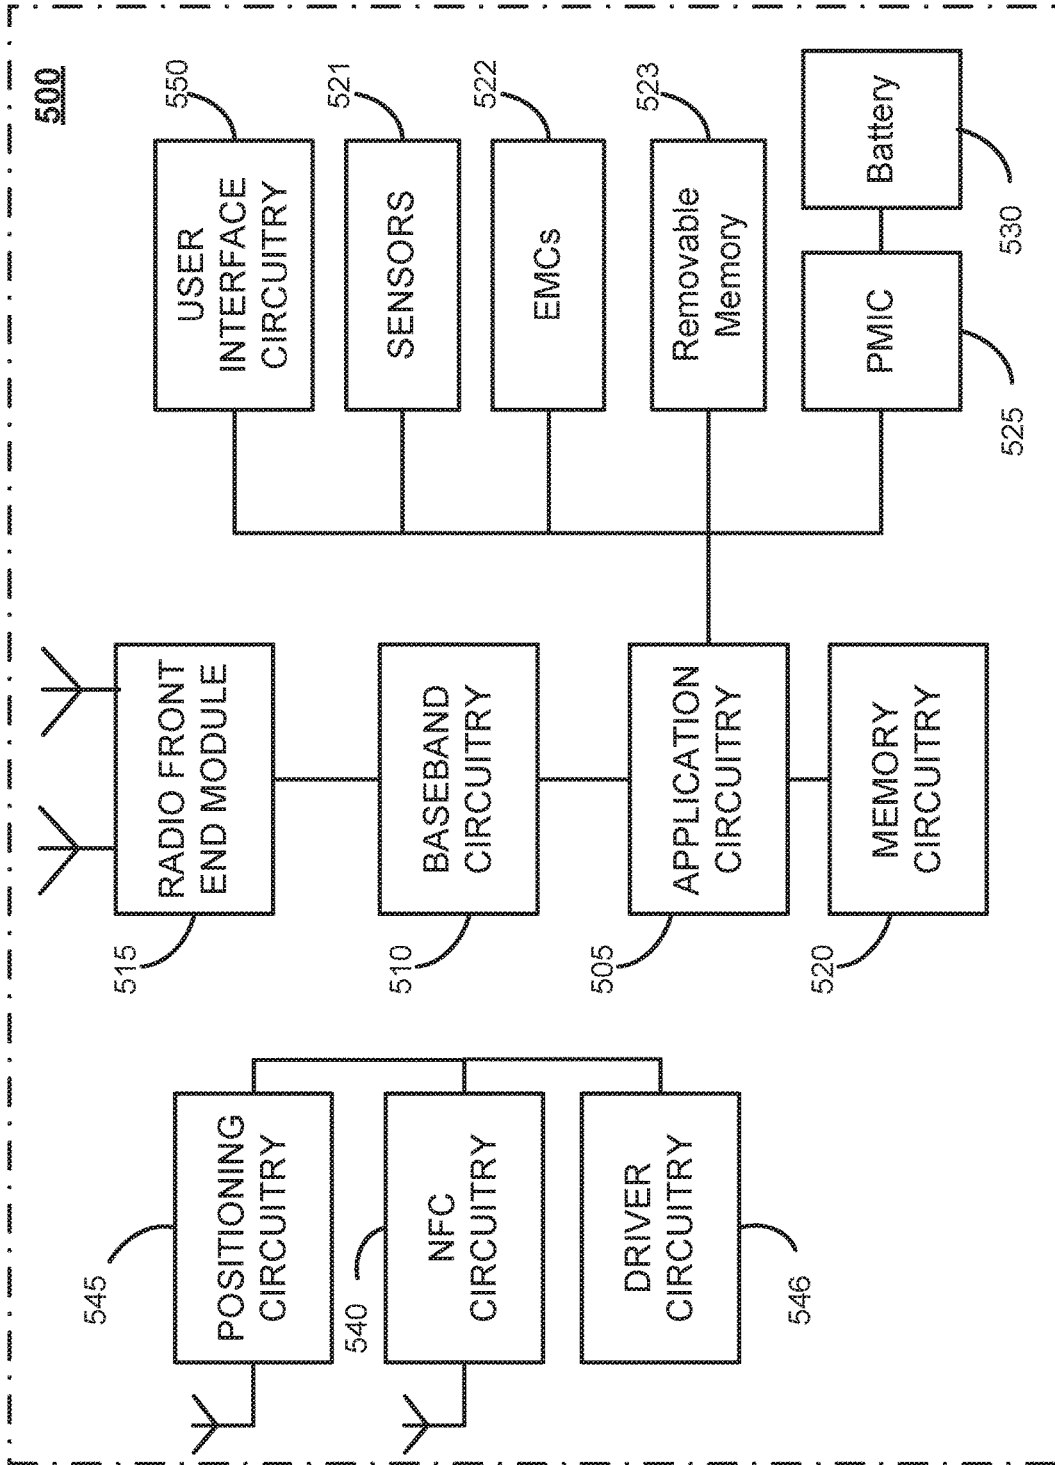 500
545
POSITIONING
CIRCUITRY
540
NFC
CIRCUITRY
546
DRIVER
CIRCUITRY
515
RADIO FRONT
END MODULE
510
BASEBAND
CIRCUITRY
505
APPLICATION
CIRCUITRY
520
MEMORY
CIRCUITRY
550
USER
INTERFACE
CIRCUITRY
521
SENSORS
522
EMCs
523
Removable
Memory
525
PMIC
530
Battery